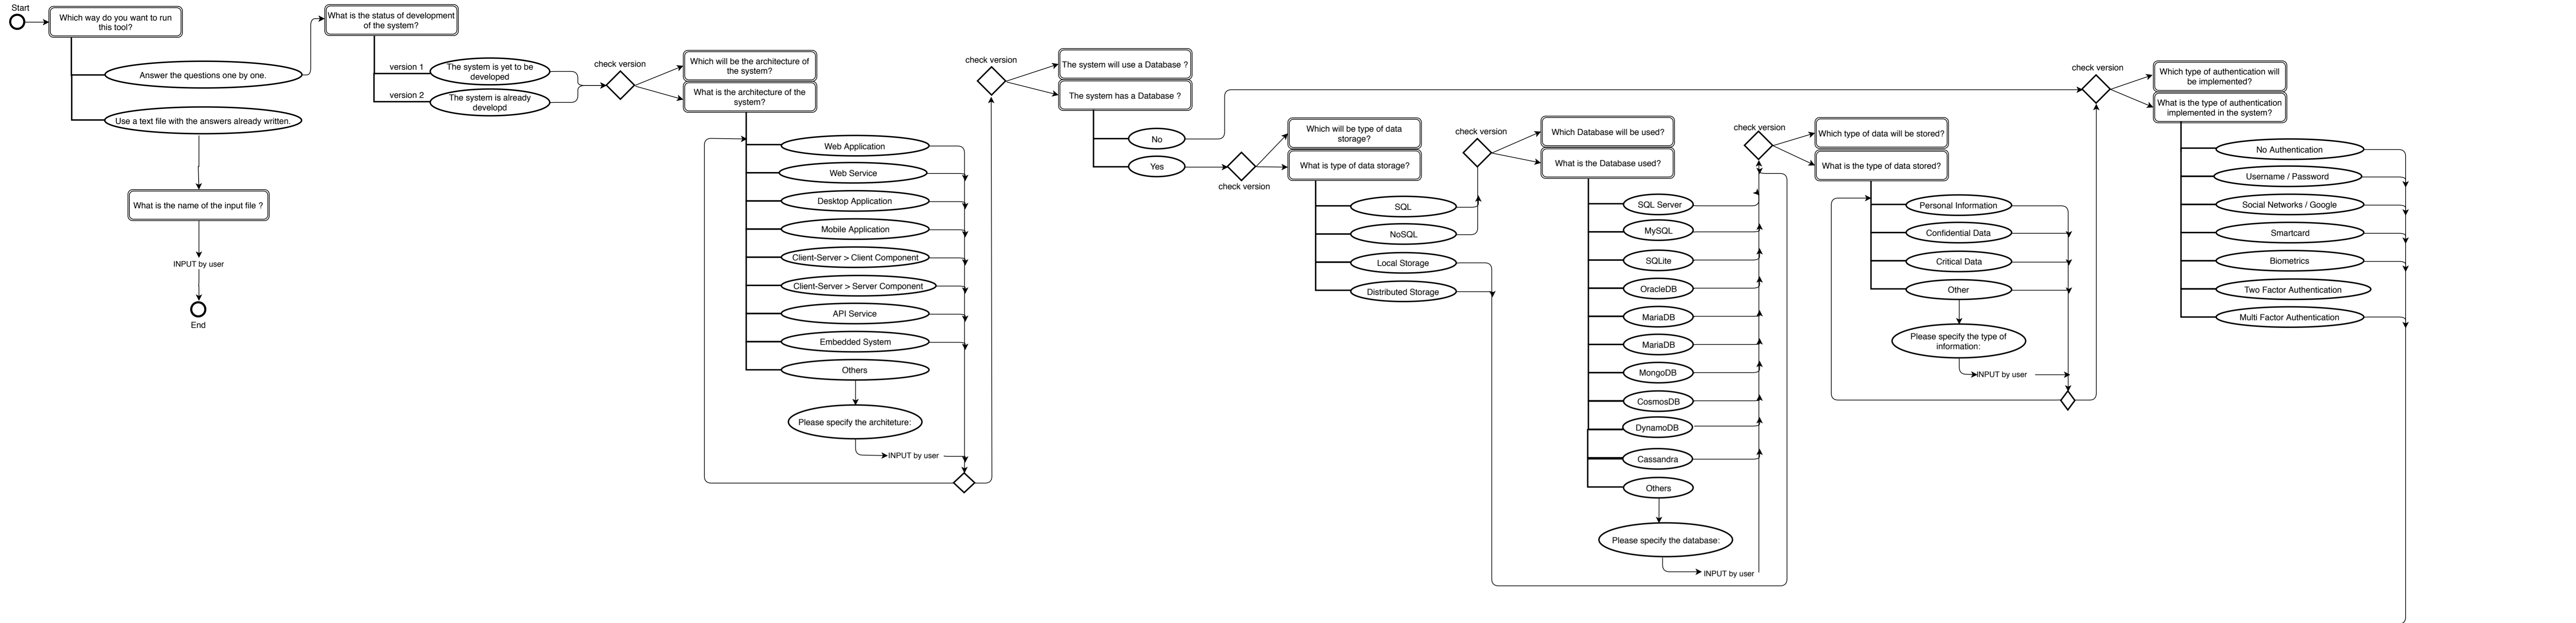 Start
Which way do you want to run
this tool?
Answer the questions one by one.
Use a text file with the answers already written.
What is the name of the input file ?
INPUT by user
End
What is the status of development
of the system?
version 1
The system is yet to be
developed
version 2
The system is already
developd
check version
Which will be the architecture of
the system?
What is the architecture of the
system?
Web Application
Web Service
Desktop Application
Mobile Application
Client-Server > Client Component
Client-Server > Server Component
API Service
Embedded System
Others
Please specify the architeture:
INPUT by user
check version
The system will use a Database ?
The system has a Database ?
No
Yes
check version
Which will be type of data
storage?
What is type of data storage?
SQL
NoSQL
Local Storage
Distributed Storage
check version
Which Database will be used?
What is the Database used?
SQL Server
MySQL
SQLite
OracleDB
MariaDB
MariaDB
MongoDB
CosmosDB
DynamoDB
Cassandra
Others
Please specify the database:
INPUT by user
check version
Which type of data will be stored?
What is the type of data stored?
Personal Information
Confidential Data
Critical Data
Other
Please specify the type of
information:
INPUT by user
check version
Which type of authentication will
be implemented?
What is the type of authentication
implemented in the system?
No Authentication
Username / Password
Social Networks / Google
Smartcard
Biometrics
Two Factor Authentication
Multi Factor Authentication